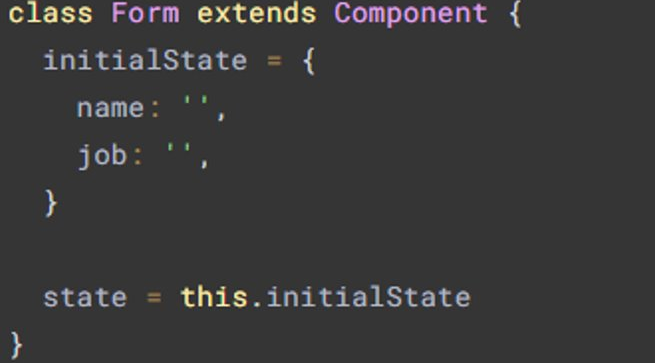 class Form extends Component {
  initialState = {
    name: '',
    job: '',
  }

  state = this.initialState
}